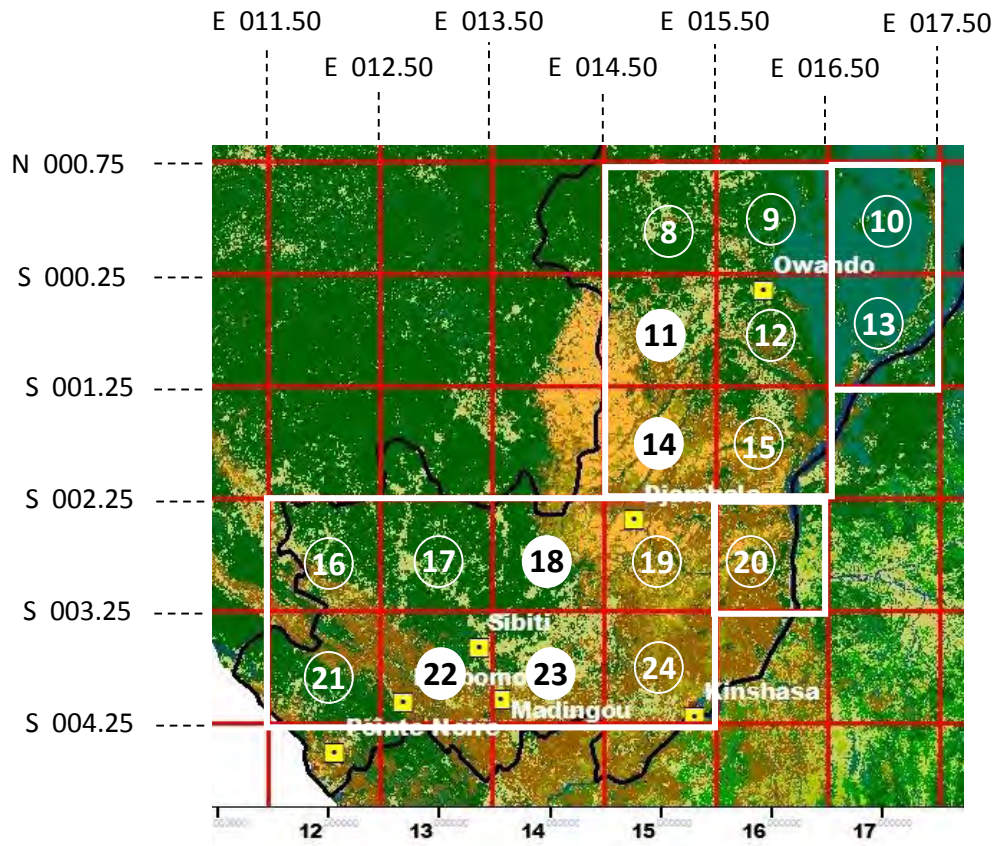 E 011.50 E 013.50 E 015.50 E 017.50
E 012.50 E 014.50 E 016.50
N 000.75
8 9 10
S 000.25
Owando
11 12 13
S 001.25
14 15
S 002.25
Djambala
16 17 18 19 20
S 003.25
Sibiti
21 22 23 24
Kinshasa
Madingou
S 004.25
Pointe Noire
12 13 14 15 16 17